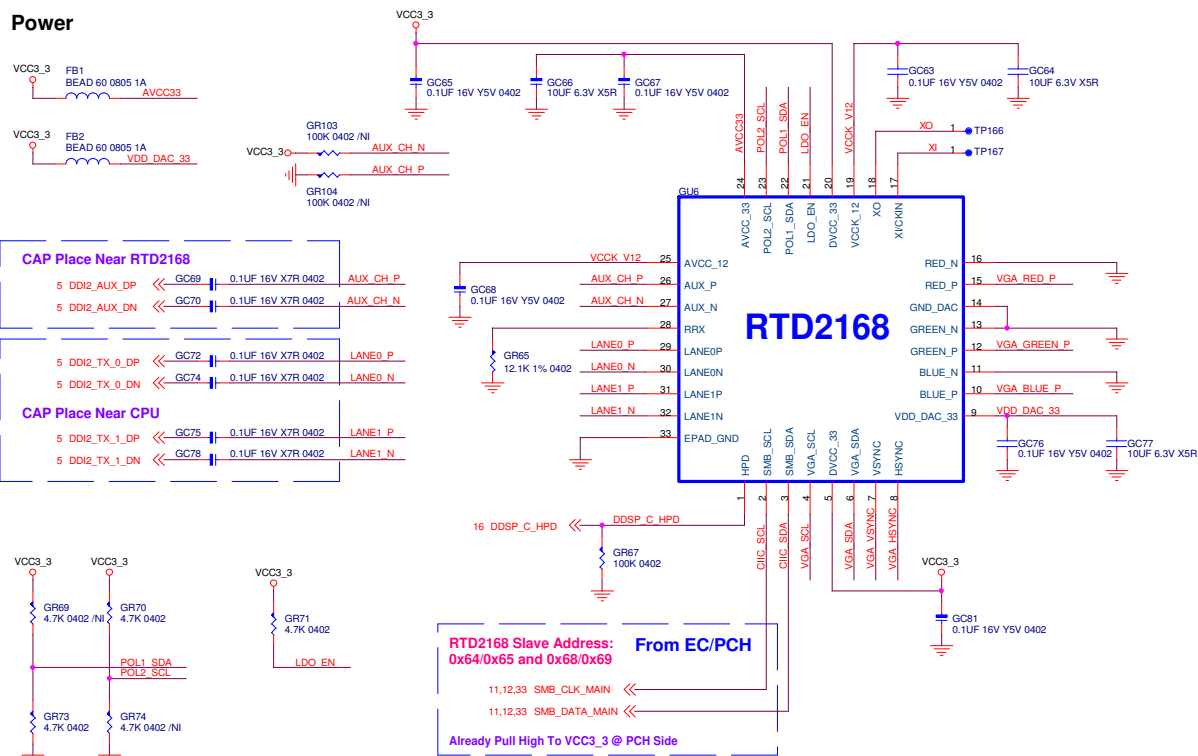 Power
VCC3_3
FB1
BEAD 60 0805 1A
AVCC33
VCC3_3
FB2
BEAD 60 0805 1A
VDD_DAC_33
GR103
100K 0402 /NI
VCC3_3
AUX_CH_N
AUX_CH_P
GR104
100K 0402 /NI
VCC3_3
GC65
0.1UF 16V Y5V 0402
GC66
10UF 6.3V X5R
GC67
0.1UF 16V Y5V 0402
GC63
0.1UF 16V Y5V 0402
GC64
10UF 6.3V X5R
AVCC33
POL2_SCL
POL1_SDA
LDO_EN
VCCK_V12
XO 1 TP166
XI 1 TP167
24
23
22
21
20
19
18
17
GU6
AVCC_33
POL2_SCL
POL1_SDA
LDO_EN
DVCC_33
VCCK_12
XO
XI/CKIN
CAP Place Near RTD2168
5 DDI2_AUX_DP
GC69
0.1UF 16V X7R 0402
AUX_CH_P
5 DDI2_AUX_DN
GC70
0.1UF 16V X7R 0402
AUX_CH_N
5 DDI2_TX_0_DP
GC72
0.1UF 16V X7R 0402
LANE0_P
5 DDI2_TX_0_DN
GC74
0.1UF 16V X7R 0402
LANE0_N
CAP Place Near CPU
5 DDI2_TX_1_DP
GC75
0.1UF 16V X7R 0402
LANE1_P
5 DDI2_TX_1_DN
GC78
0.1UF 16V X7R 0402
LANE1_N
VCCK_V12 25 AVCC_12
GC68
0.1UF 16V Y5V 0402
AUX_CH_P 26 AUX_P
AUX_CH_N 27 AUX_N
28 RRX
GR65
12.1K 1% 0402
LANE0_P 29 LANE0P
LANE0_N 30 LANE0N
LANE1_P 31 LANE1P
LANE1_N 32 LANE1N
33 EPAD_GND
RTD2168
RED_N 16
RED_P 15 VGA_RED_P
GND_DAC 14
GREEN_N 13
GREEN_P 12 VGA_GREEN_P
BLUE_N 11
BLUE_P 10 VGA_BLUE_P
VDD_DAC_33 9 VDD_DAC_33
GC76
0.1UF 16V Y5V 0402
GC77
10UF 6.3V X5R
HPD
SMB_SCL
SMB_SDA
VGA_SCL
DVCC_33
VGA_SDA
VSYNC
HSYNC
1
2
3
4
5
6
7
8
CIIC_SCL
CIIC_SDA
VGA_SCL
VGA_SDA
VGA_VSYNC
VGA_HSYNC
16 DDSP_C_HPD
DDSP_C_HPD
GR67
100K 0402
VCC3_3
GC81
0.1UF 16V Y5V 0402
VCC3_3
VCC3_3
GR69
4.7K 0402 /NI
GR70
4.7K 0402
POL1_SDA
POL2_SCL
GR73
4.7K 0402
GR74
4.7K 0402 /NI
VCC3_3
GR71
4.7K 0402
LDO_EN
RTD2168 Slave Address:
0x64/0x65 and 0x68/0x69
From EC/PCH
11,12,33 SMB_CLK_MAIN
11,12,33 SMB_DATA_MAIN
Already Pull High To VCC3_3 @ PCH Side